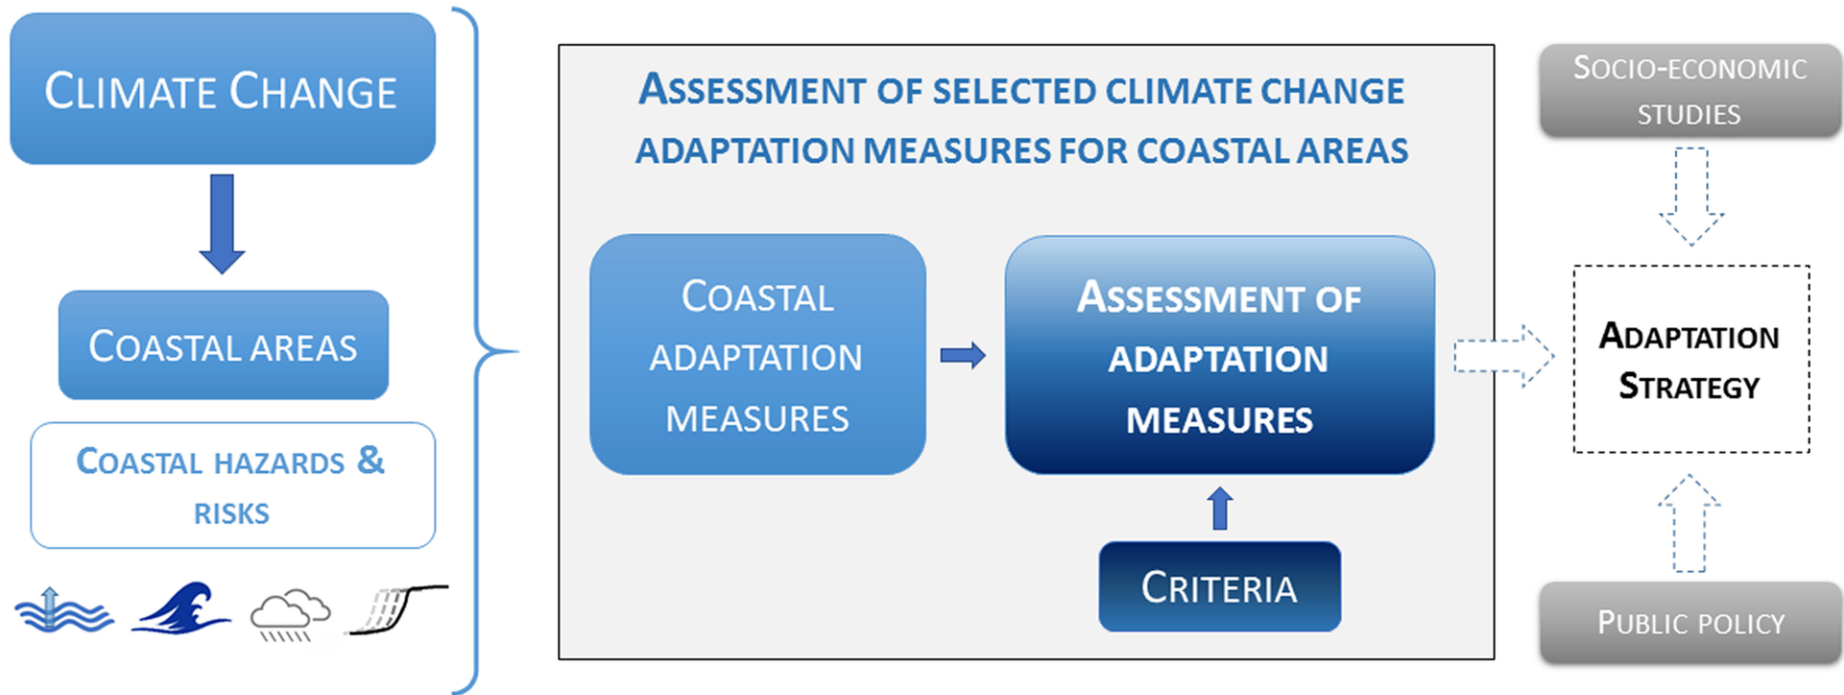 CLIMATE CHANGE
COASTAL AREAS
COASTAL HAZARDS &
RISKS
ASSESSMENT OF SELECTED CLIMATE CHANGE
ADAPTATION MEASURES FOR COASTAL AREAS
COASTAL
ADAPTATION
MEASURES
ASSESSMENT OF
ADAPTATION
MEASURES
CRITERIA
SOCIO-ECONOMIC
STUDIES
ADAPTATION
STRATEGY
PUBLIC POLICY